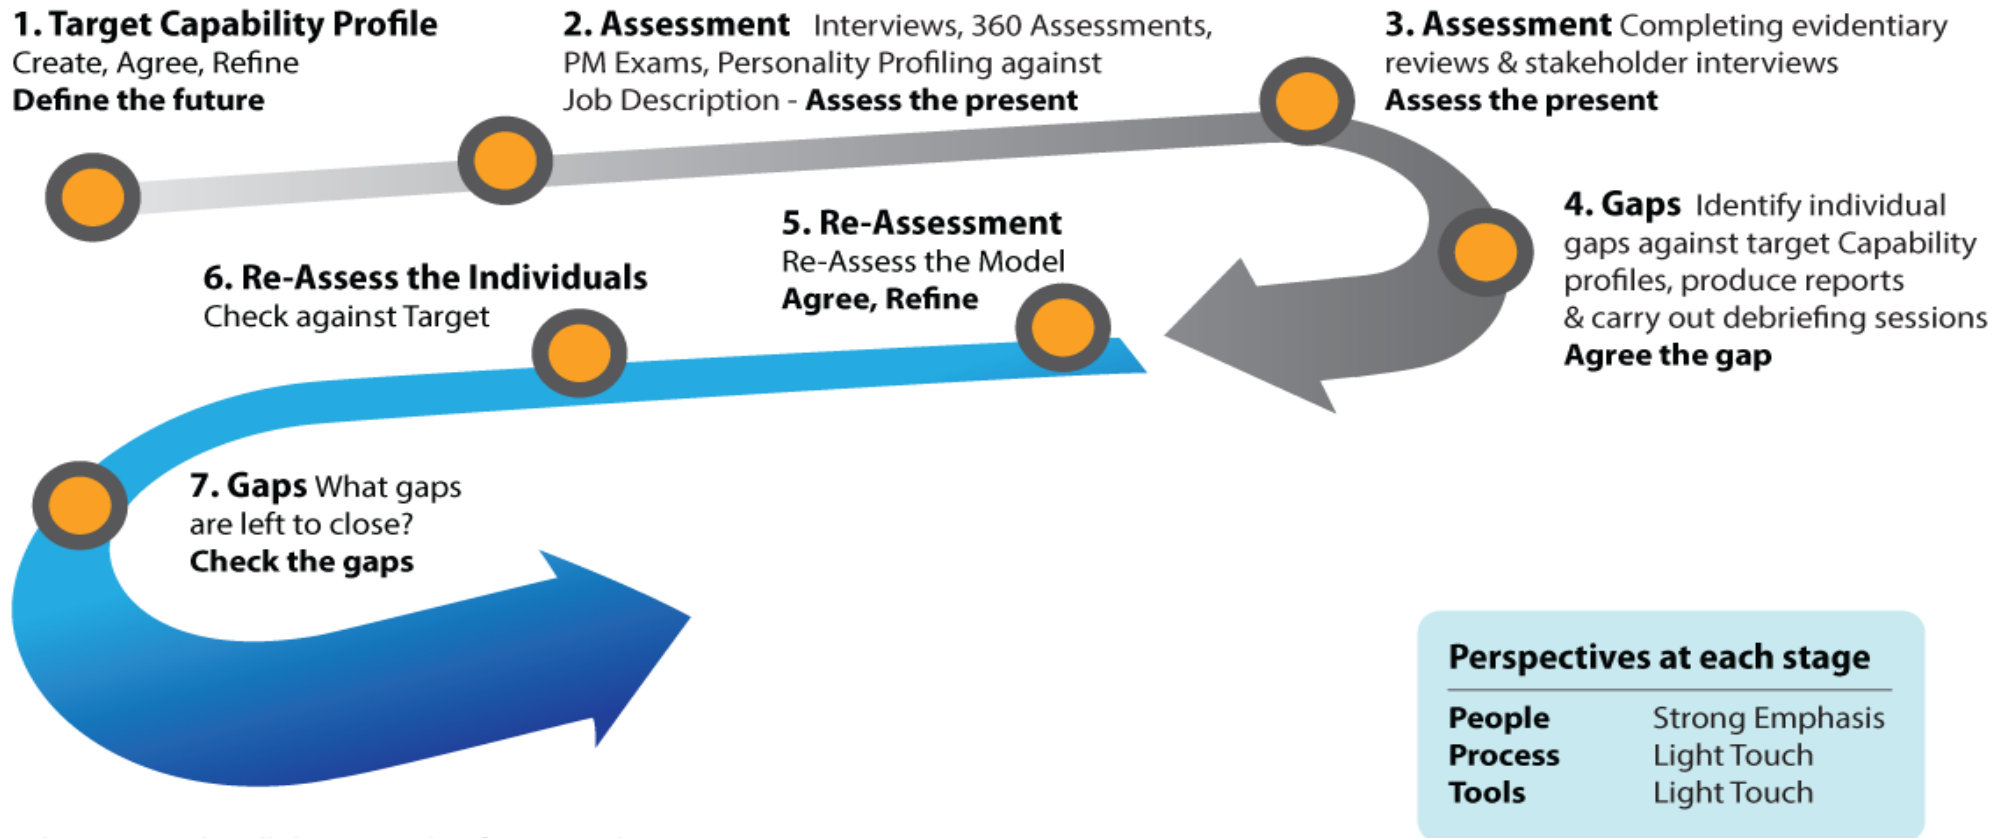 1. Target Capability Profile
Create, Agree, Refine
Define the future
2. Assessment Interviews, 360 Assessments,
PM Exams, Personality Profiling against
Job Description - Assess the present
3. Assessment Completing evidentiary
reviews & stakeholder interviews
Assess the present
4. Gaps Identify individual
gaps against target Capability
profiles, produce reports
& carry out debriefing sessions
Agree the gap
5. Re-Assessment
Re-Assess the Model
Agree, Refine
6. Re-Assess the Individuals
Check against Target
7. Gaps What gaps
are left to close?
Check the gaps
Perspectives at each stage
People Strong Emphasis
Process Light Touch
Tools Light Touch